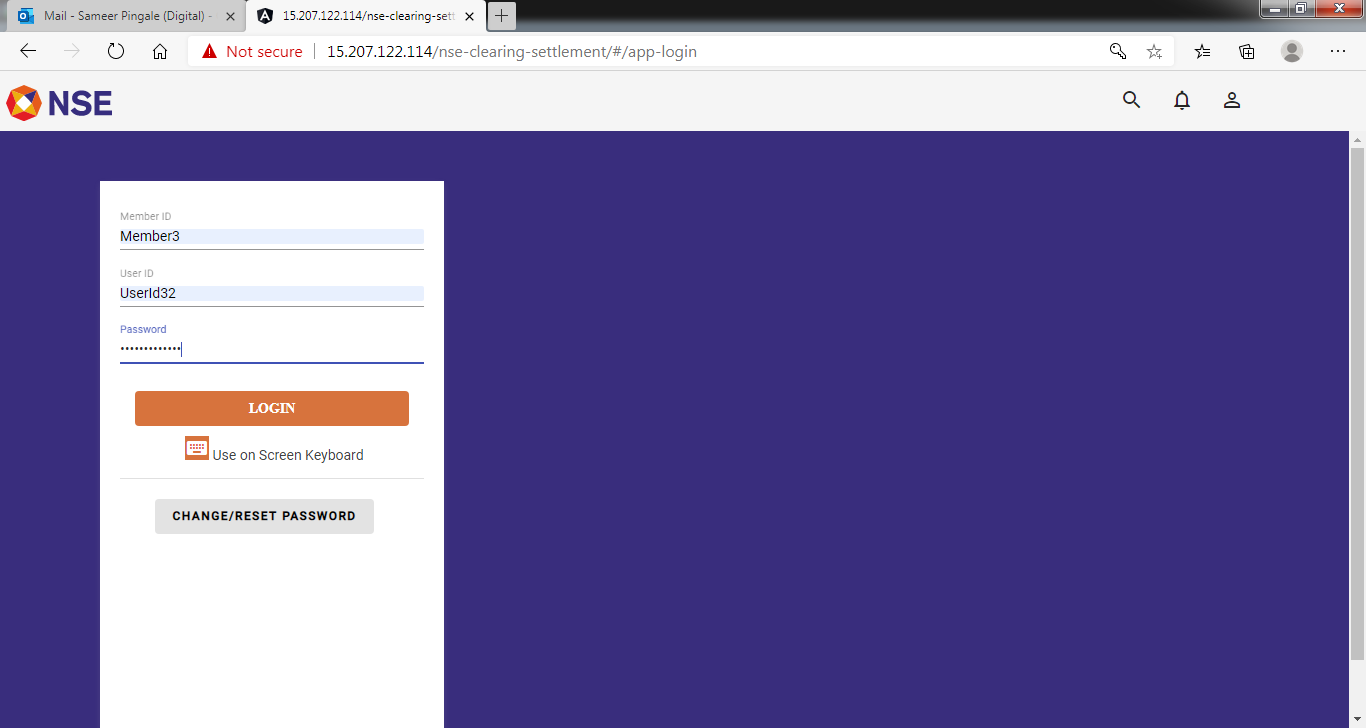 Mail - Sameer Pingale (Digital) -
15.207.122.114/nse-clearing-sett
Not secure
15.207.122.114/nse-clearing-settlement/#/app-login
NSE
Member ID
Member3
User ID
UserId32
Password
•••••••••••••
LOGIN
Use on Screen Keyboard
CHANGE/RESET PASSWORD